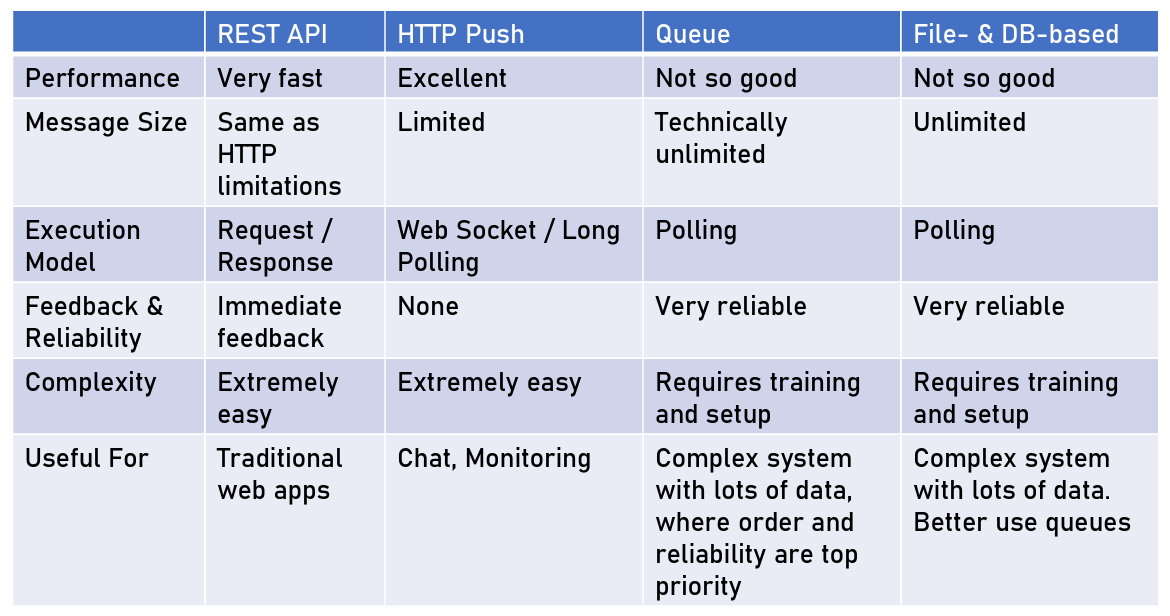 REST API
HTTP Push
Queue
File- & DB-based
Performance
Very fast
Excellent
Not so good
Not so good
Message Size
Same as
HTTP
limitations
Limited
Technically
unlimited
Unlimited
Execution
Model
Request /
Response
Web Socket / Long
Polling
Polling
Polling
Feedback &
Reliability
Immediate
feedback
None
Very reliable
Very reliable
Complexity
Extremely
easy
Extremely easy
Requires training
and setup
Requires training
and setup
Useful For
Traditional
web apps
Chat, Monitoring
Complex system
with lots of data,
where order and
reliability are top
priority
Complex system
with lots of data.
Better use queues